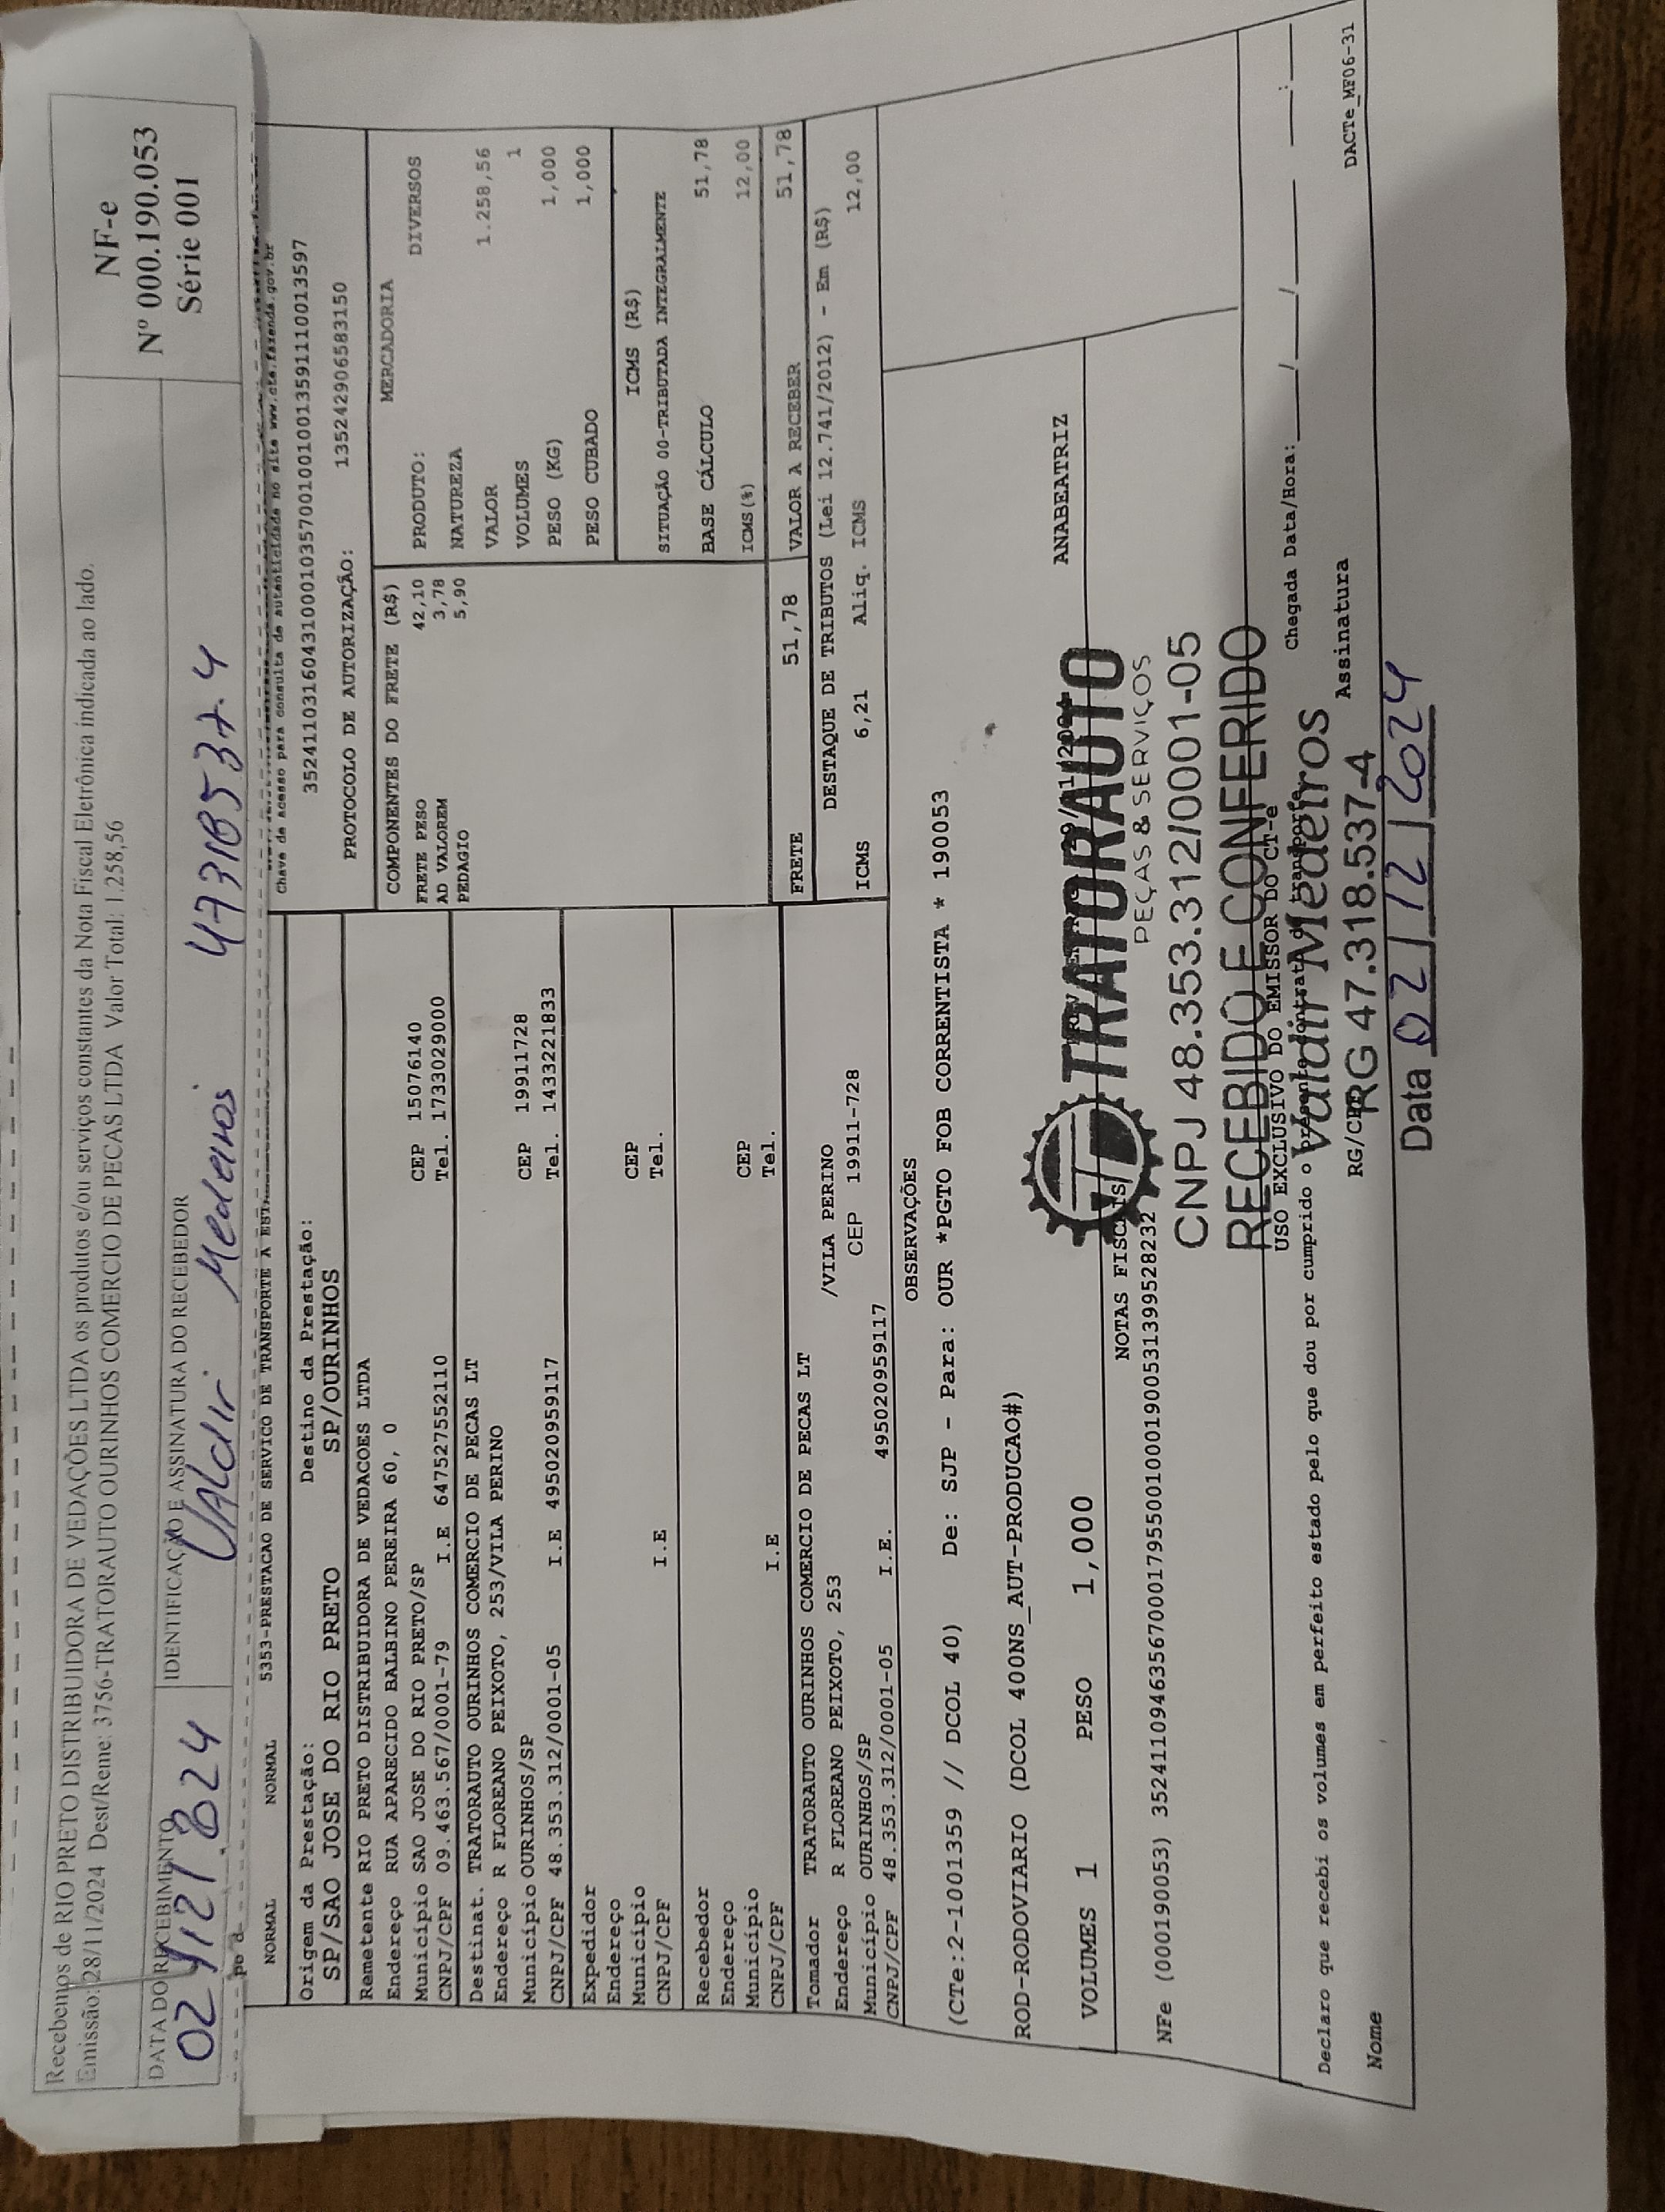 Recebemos de RIO PRETO DISTRIBUIDORA DE VEDAÇÕES LTDA os produtos e/ou serviços constantes da Nota Fiscal Eletrônica indicada ao lado.
Emissão: 28/11/2024 Dest/Reme: 3756-TRATORAUTO OURINHOS COMERCIO DE PECAS LTDA Valor Total: 1.258,56
NF-e
Nº 000.190.053
Série 001
DATA DO RECEBIMENTO
IDENTIFICAÇÃO E ASSINATURA DO RECEBEDOR
Valdir Medeiros
NORMAL NORMAL 5353-PRESTACAO DE SERVICO DE TRANSPORTE A
Chave de acesso para consulta de autenticidade no site www.cte.fazenda.gov.br
35241103160431000103570010010013591110013597
Origem da Prestação: Destino da Prestação:
SP/SAO JOSE DO RIO PRETO SP/OURINHOS
PROTOCOLO DE AUTORIZAÇÃO: 135242906583150
Remetente RIO PRETO DISTRIBUIDORA DE VEDACOES LTDA
Endereço RUA APARECIDO BALBINO PEREIRA 60, 0
Município SAO JOSE DO RIO PRETO/SP CEP 15076140
CNPJ/CPF 09.463.567/0001-79 I.E 647527552110 Tel. 1733029000
Destinat. TRATORAUTO OURINHOS COMERCIO DE PECAS LT
Endereço R FLOREANO PEIXOTO, 253/VILA PERINO
Município OURINHOS/SP CEP 19911728
CNPJ/CPF 48.353.312/0001-05 I.E 495020959117 Tel. 1433221833
Expedidor
Endereço
Município CEP
CNPJ/CPF I.E Tel.
Recebedor
Endereço
Município CEP
CNPJ/CPF I.E Tel.
Tomador TRATORAUTO OURINHOS COMERCIO DE PECAS LT
Endereço R FLOREANO PEIXOTO, 253 /VILA PERINO
Município OURINHOS/SP CEP 19911-728
CNPJ/CPF 48.353.312/0001-05 I.E. 495020959117
COMPONENTES DO FRETE (R$)
FRETE PESO 42,10
AD VALOREM 3,78
PEDAGIO 5,90
MERCADORIA
PRODUTO: DIVERSOS
NATUREZA
VALOR 1.258,56
VOLUMES 1
PESO (KG) 1,000
PESO CUBADO 1,000
ICMS (R$)
SITUAÇÃO 00-TRIBUTADA INTEGRALMENTE
BASE CÁLCULO 51,78
ICMS(%) 12,00
FRETE 51,78 VALOR A RECEBER 51,78
DESTAQUE DE TRIBUTOS (Lei 12.741/2012) - Em (R$)
ICMS 6,21 Aliq. ICMS 12,00
OBSERVAÇÕES
(CTe:2-1001359 // DCOL 40) De: SJP - Para: OUR *PGTO FOB CORRENTISTA * 190053
ROD-RODOVIARIO (DCOL 400NS_AUT-PRODUCAO#)
ANABEATRIZ
VOLUMES 1 PESO 1,000
NOTAS FISCAIS
NFe (000190053) 35241109463567000179550010001900531399528232
TRATORAUTO
PEÇAS & SERVIÇOS
CNPJ 48.353.312/0001-05
RECEBIDO E CONFERIDO
USO EXCLUSIVO DO EMISSOR DO CT-e
Declaro que recebi os volumes em perfeito estado pelo que dou por cumprido o presente contrato de transporte.
Chegada Data/Hora: ____/____/____ ___:___
Valdir Medeiros
Nome RG/CPF Assinatura
RG 47.318.537-4
Data 02/12/2024
DACTe_MF06-31